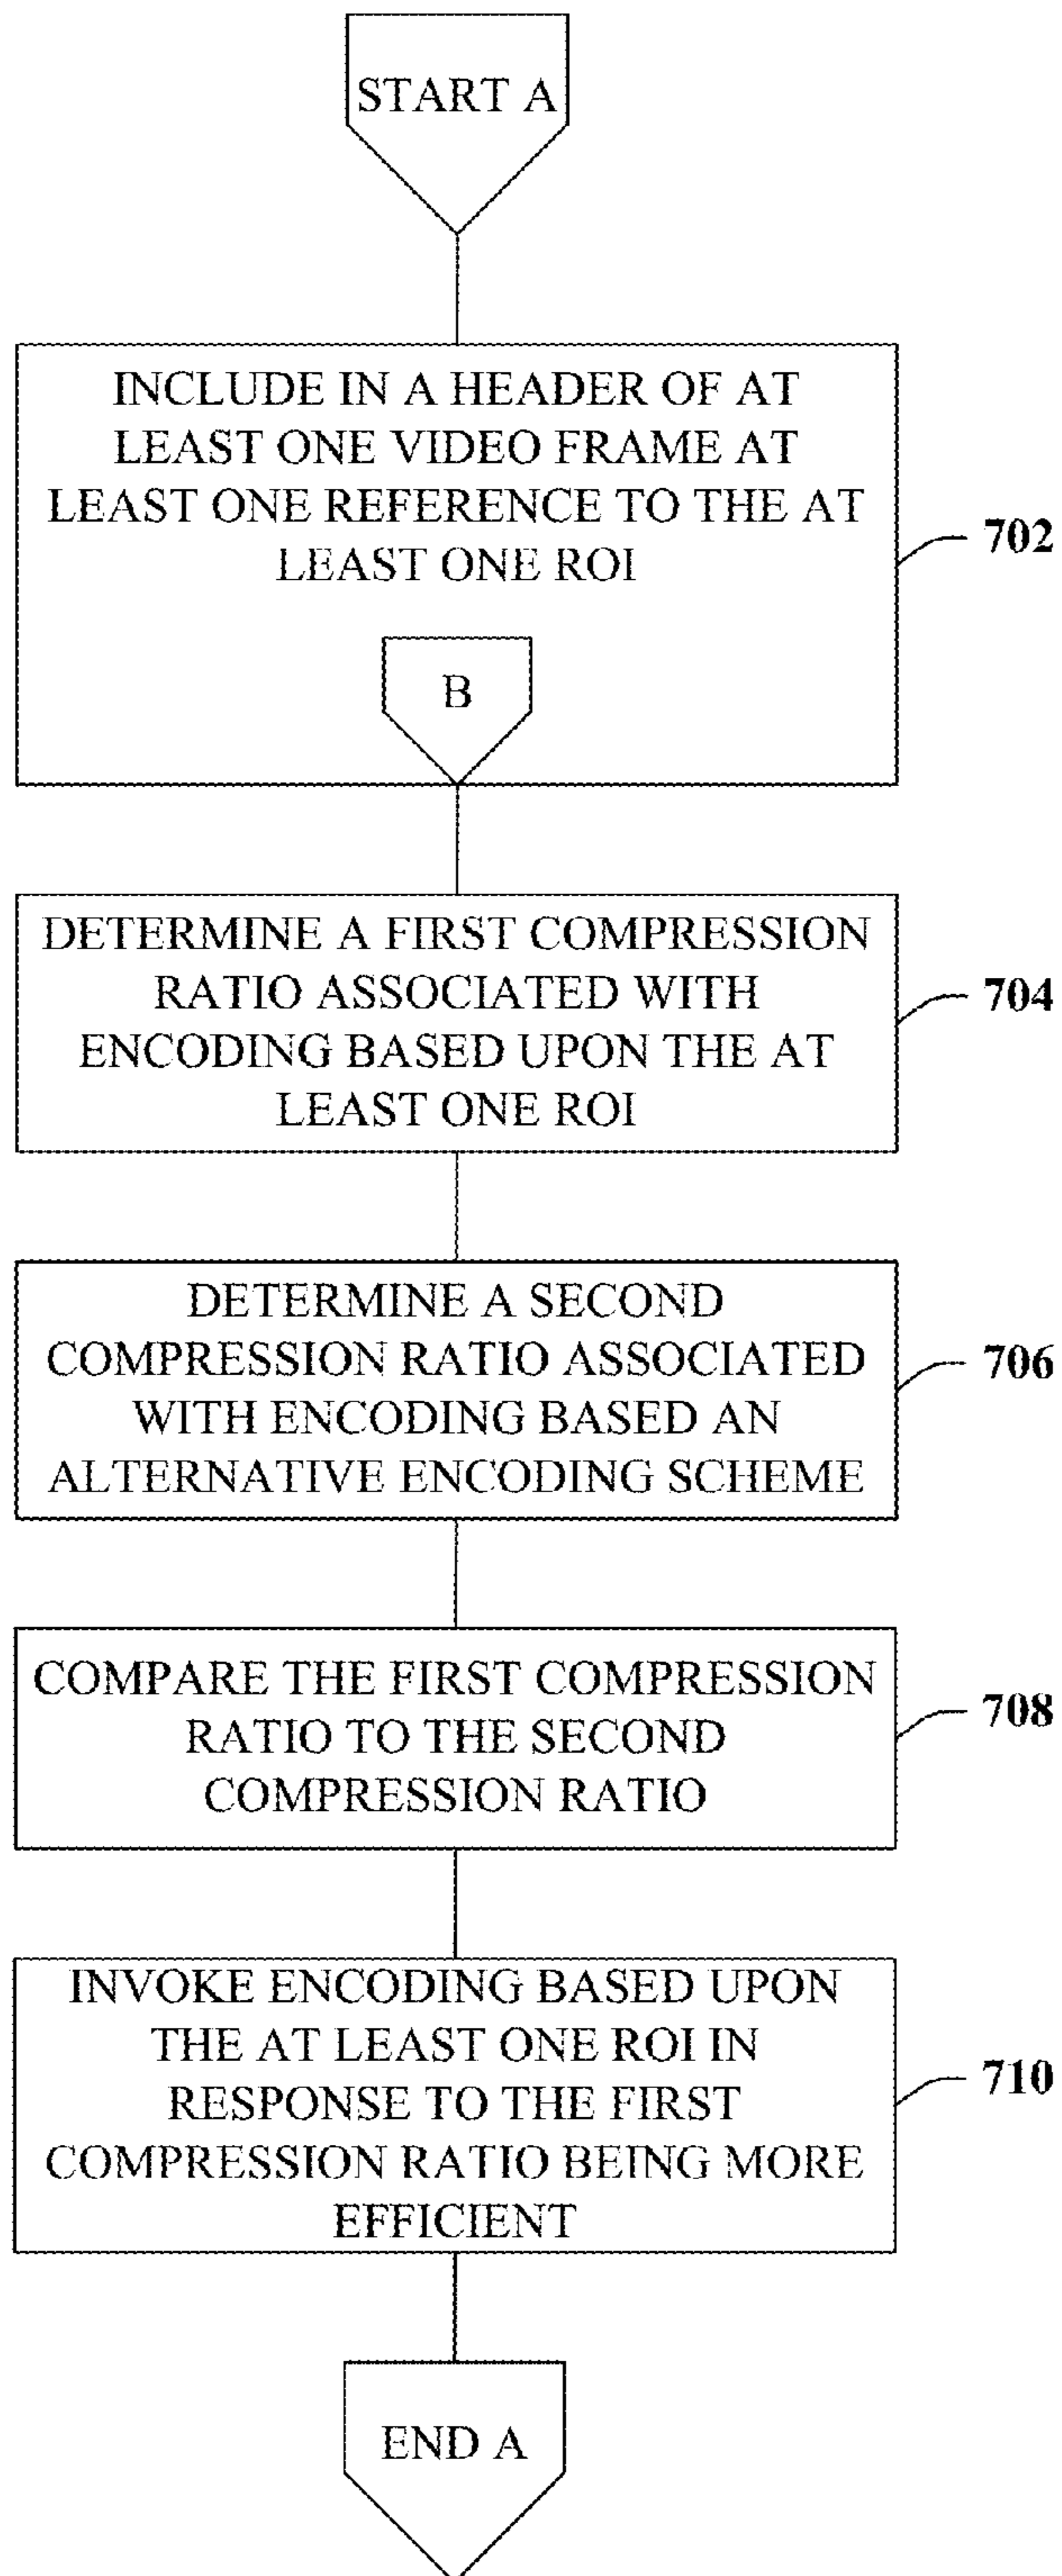 START A
INCLUDE IN A HEADER OF AT
LEAST ONE VIDEO FRAME AT
LEAST ONE REFERENCE TO THE AT
LEAST ONE ROI
702
B
DETERMINE A FIRST COMPRESSION
RATIO ASSOCIATED WITH
ENCODING BASED UPON THE AT
LEAST ONE ROI
704
DETERMINE A SECOND
COMPRESSION RATIO ASSOCIATED
WITH ENCODING BASED AN
ALTERNATIVE ENCODING SCHEME
706
COMPARE THE FIRST COMPRESSION
RATIO TO THE SECOND
COMPRESSION RATIO
708
INVOKE ENCODING BASED UPON
THE AT LEAST ONE ROI IN
RESPONSE TO THE FIRST
COMPRESSION RATIO BEING MORE
EFFICIENT
710
END A